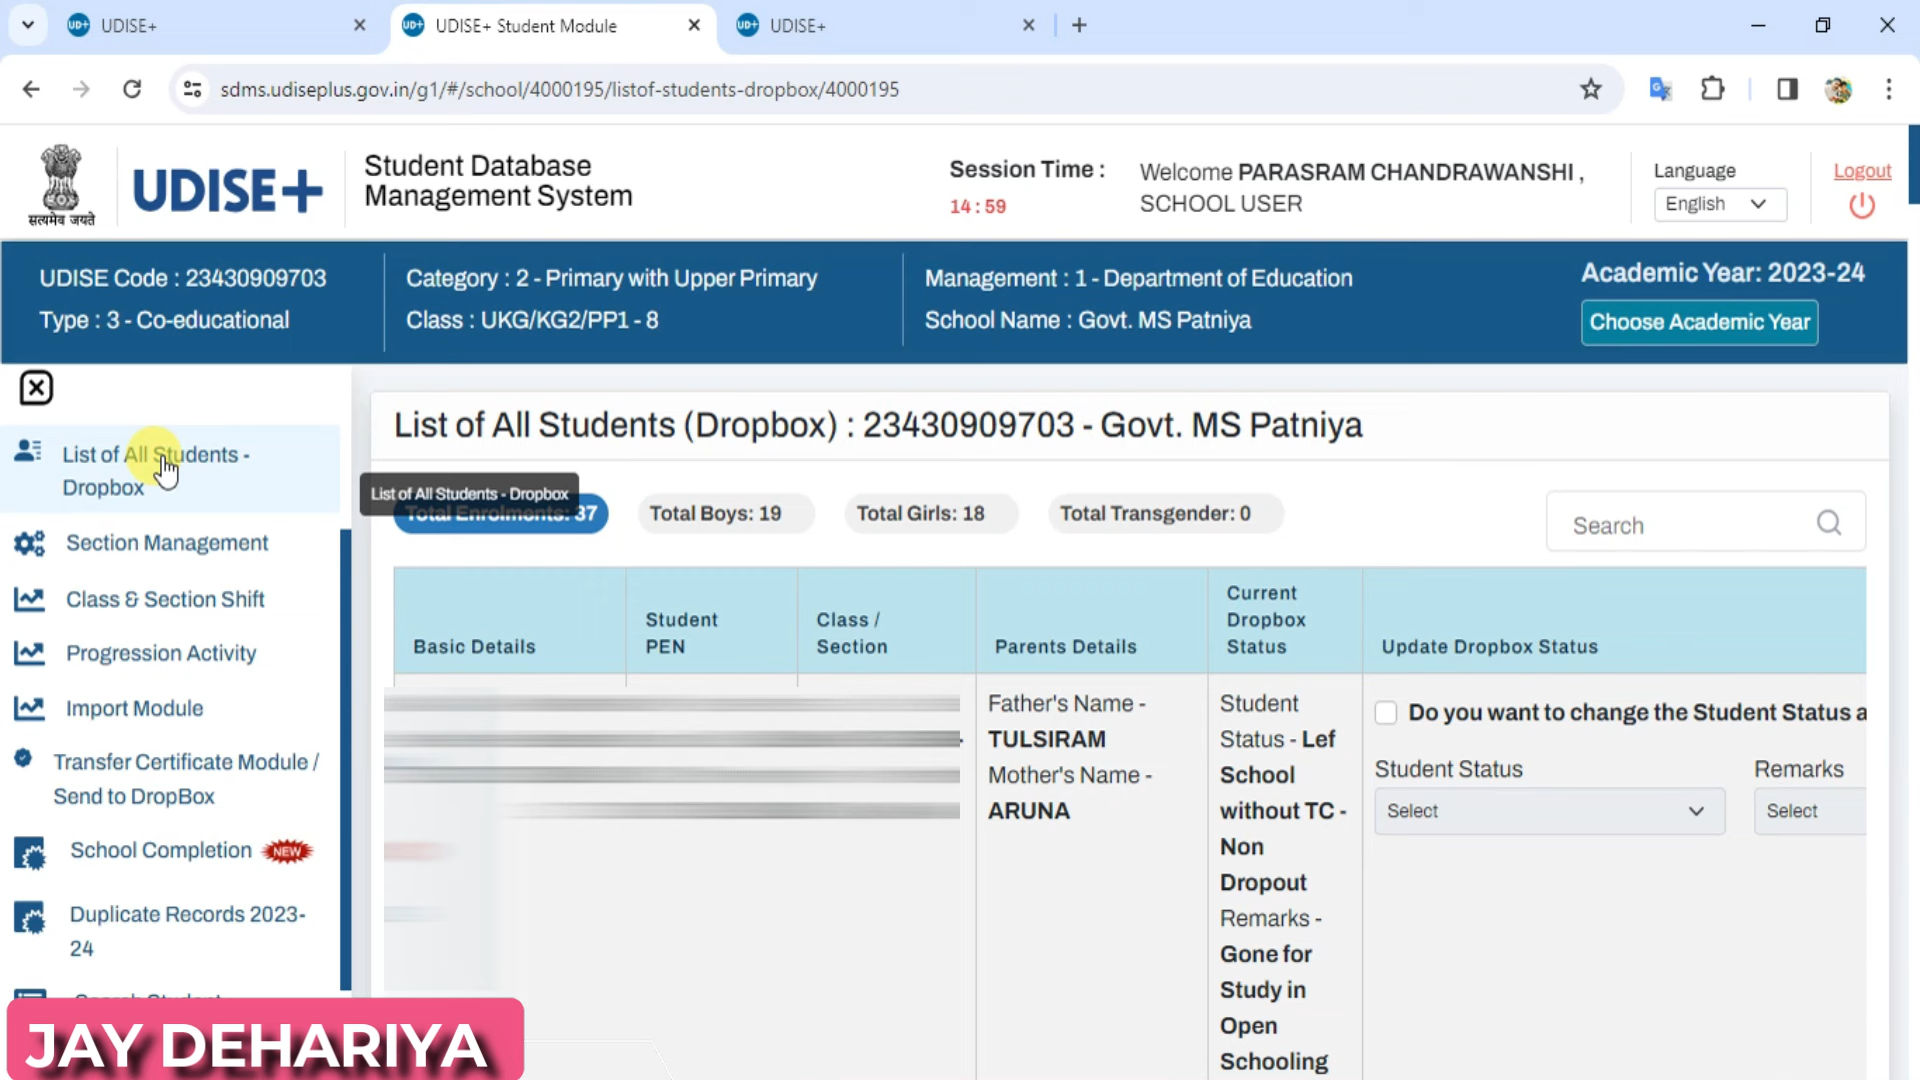 UDISE+
UDISE+ Student Module
UDISE+
sdms.udiseplus.gov.in/g1/#/school/4000195/listof-students-dropbox/4000195
सत्यमेव जयते
UDISE+
Student Database
Management System
Session Time :
14 : 59
Welcome PARASRAM CHANDRAWANSHI ,
SCHOOL USER
Language
English
Logout
UDISE Code : 23430909703
Type : 3 - Co-educational
Category : 2 - Primary with Upper Primary
Class : UKG/KG2/PP1 - 8
Management : 1 - Department of Education
School Name : Govt. MS Patniya
Academic Year: 2023-24
Choose Academic Year
List of All Students -
Dropbox
Section Management
Class & Section Shift
Progression Activity
Import Module
Transfer Certificate Module /
Send to DropBox
School Completion NEW
Duplicate Records 2023-
24
Search Student
List of All Students (Dropbox) : 23430909703 - Govt. MS Patniya
List of All Students - Dropbox
Total Enrolments: 37
Total Boys: 19
Total Girls: 18
Total Transgender: 0
Search
Basic Details
Student
PEN
Class /
Section
Parents Details
Current
Dropbox
Status
Update Dropbox Status
Father's Name -
TULSIRAM
Mother's Name -
ARUNA
Student
Status - Lef
School
without TC -
Non
Dropout
Remarks -
Gone for
Study in
Open
Schooling
Do you want to change the Student Status a
Student Status
Select
Remarks
Select
JAY DEHARIYA